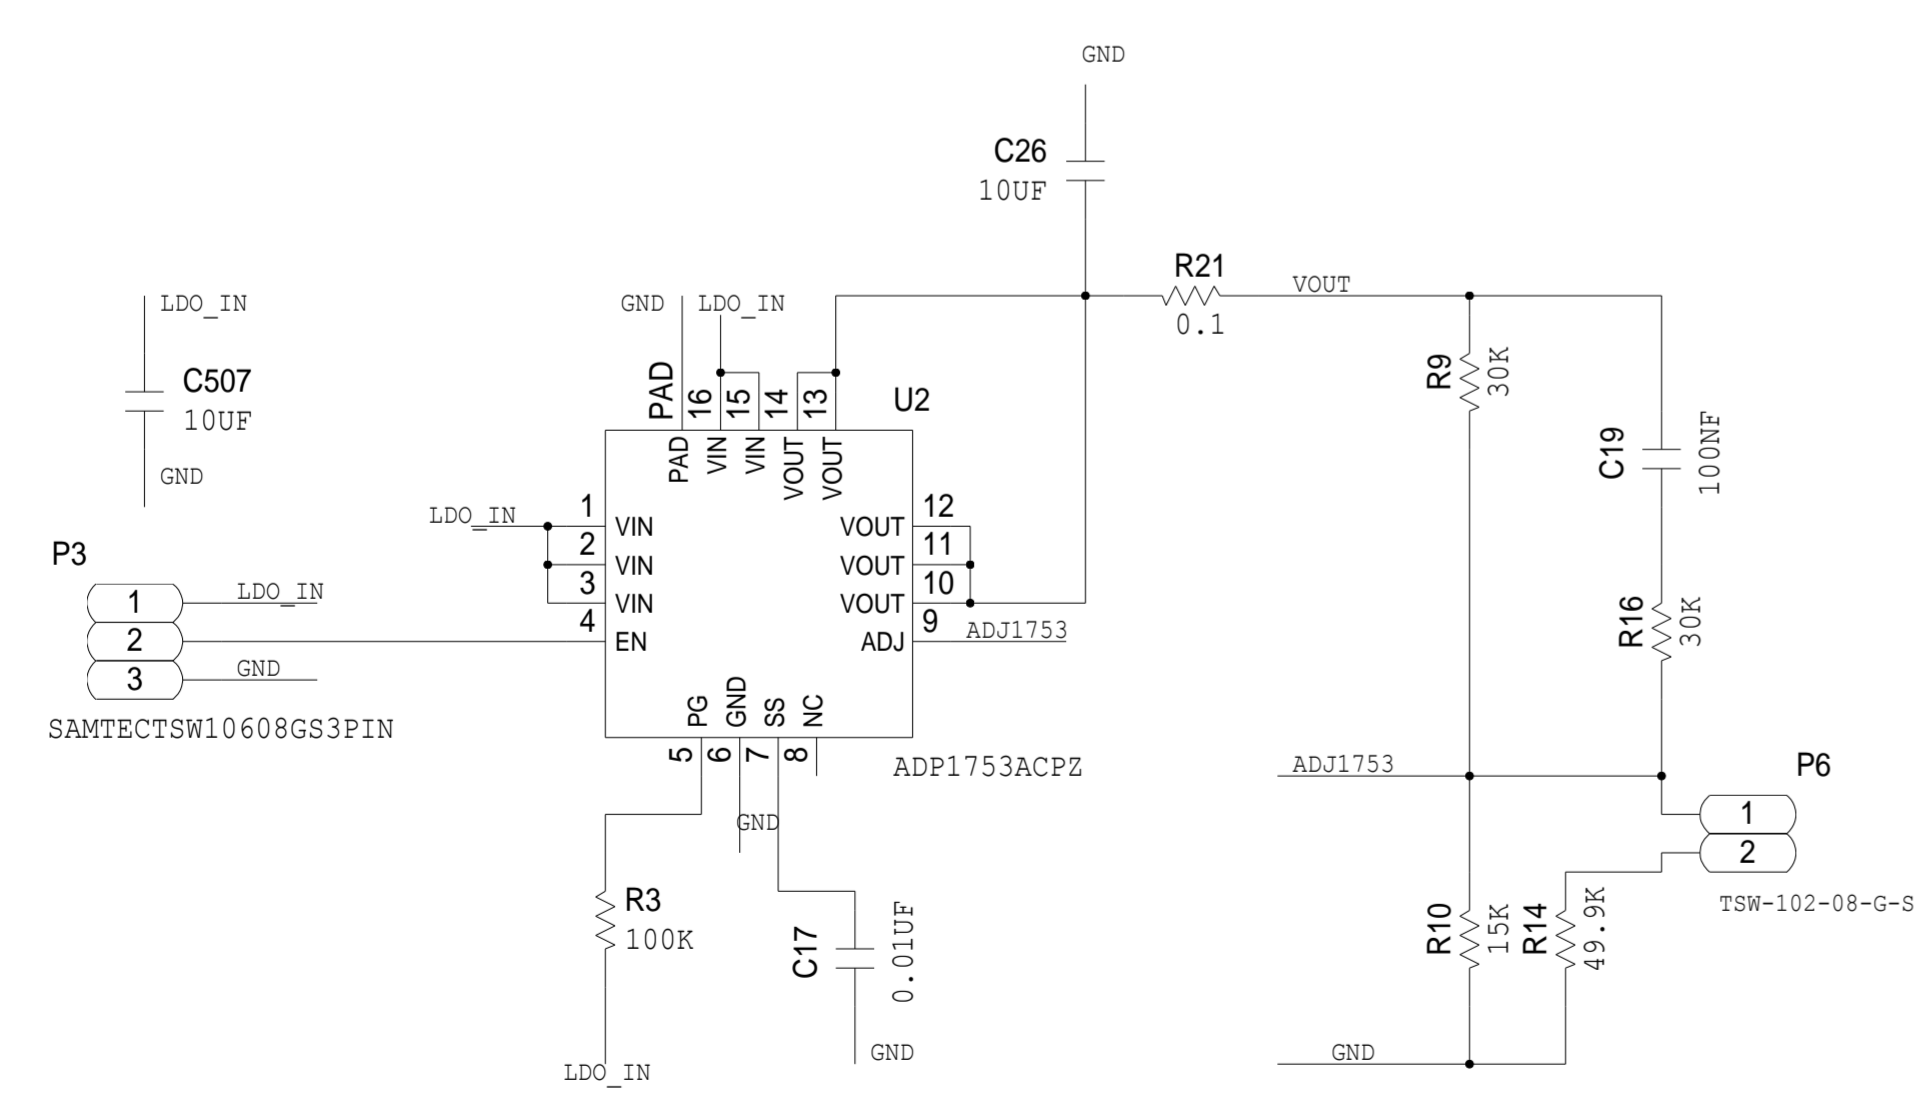 GND
C26
10UF
R21
VOUT
0.1
LDO_IN
C507
10UF
GND
GND
LDO_IN
PAD
16
15
14
13
U2
PAD
VIN
VIN
VOUT
VOUT
R9
30K
C19
100NF
LDO_IN
1
VIN
2
VIN
3
VIN
4
EN
VOUT
12
VOUT
11
VOUT
10
ADJ
9
ADJ1753
P3
1
LDO_IN
2
3
GND
SAMTECTSW10608GS3PIN
R16
30K
PG
GND
SS
NC
5
6
7
8
ADP1753ACPZ
GND
ADJ1753
P6
1
2
TSW-102-08-G-S
R3
100K
C17
0.01UF
R10
15K
R14
49.9K
LDO_IN
GND
GND